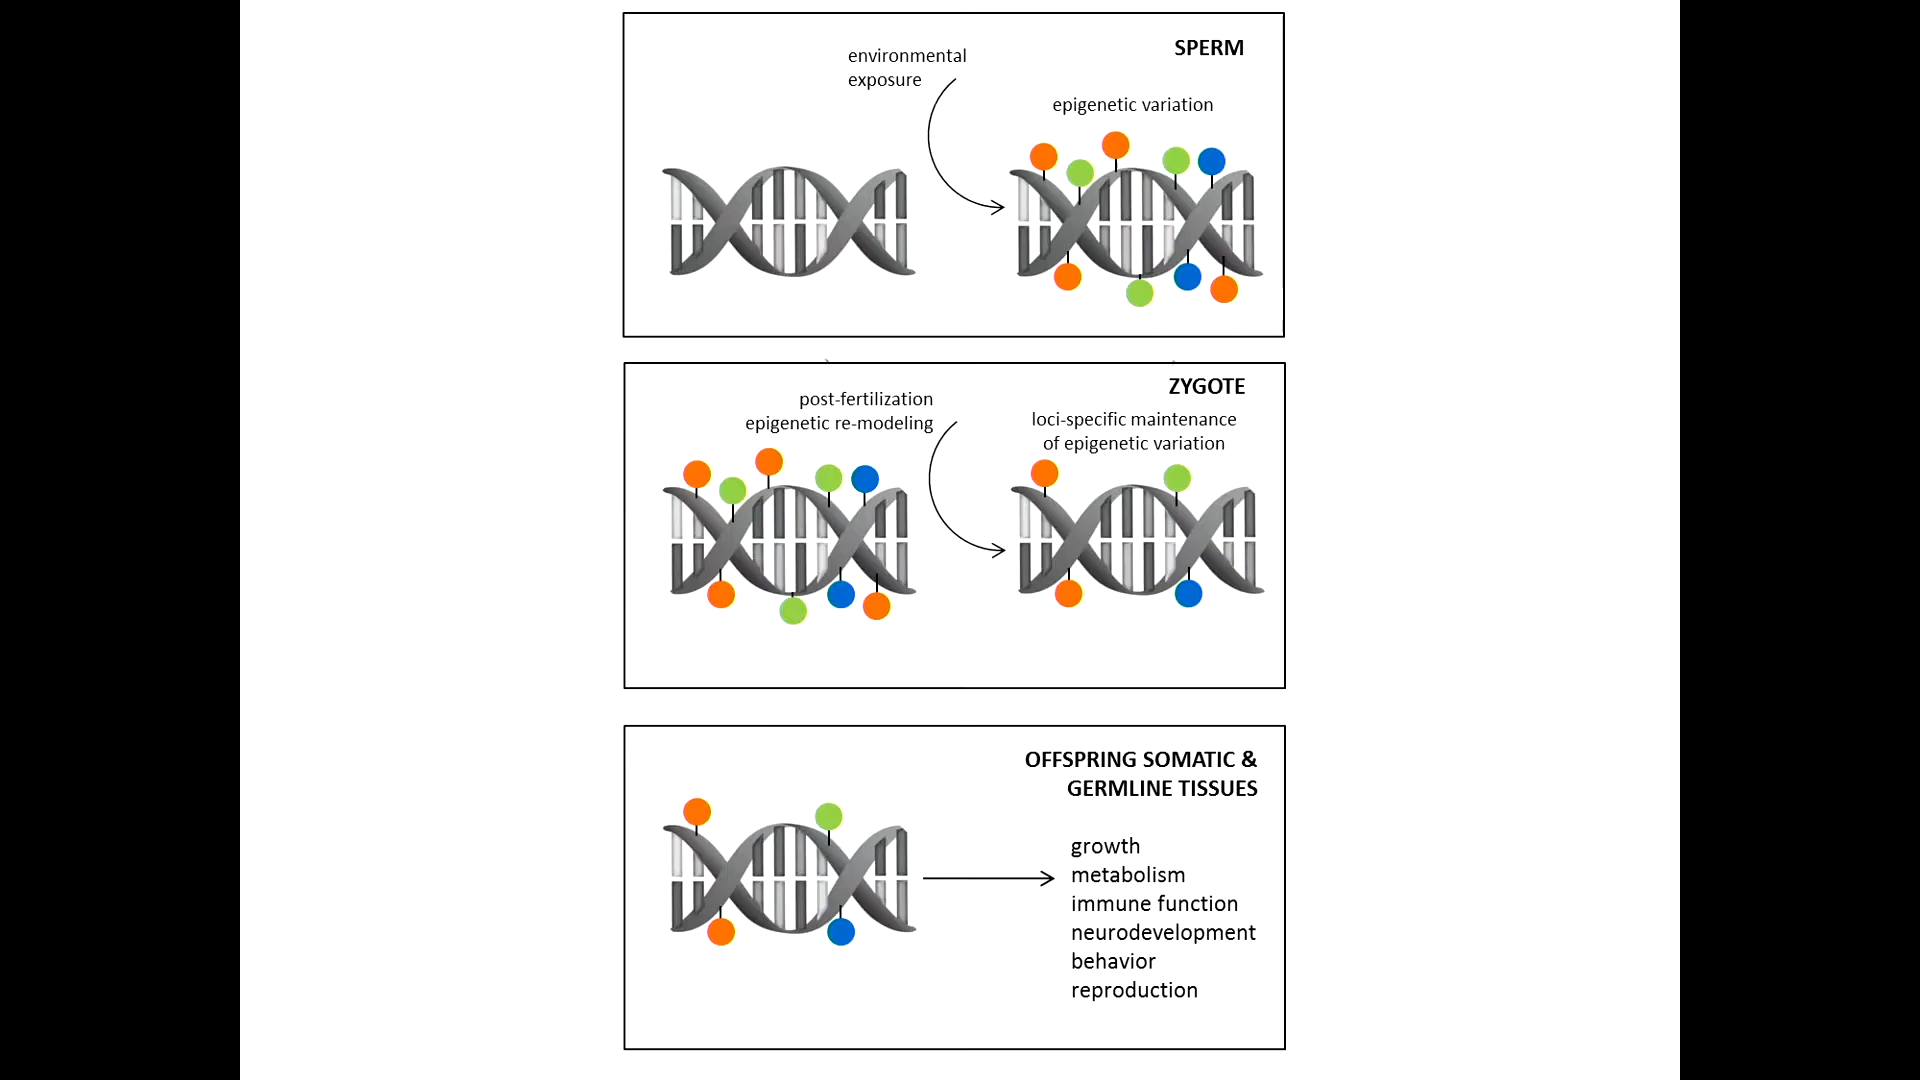 SPERM
environmental
exposure
epigenetic variation
ZYGOTE
post-fertilization
epigenetic re-modeling
loci-specific maintenance
of epigenetic variation
OFFSPRING SOMATIC &
GERMLINE TISSUES
growth
metabolism
immune function
neurodevelopment
behavior
reproduction